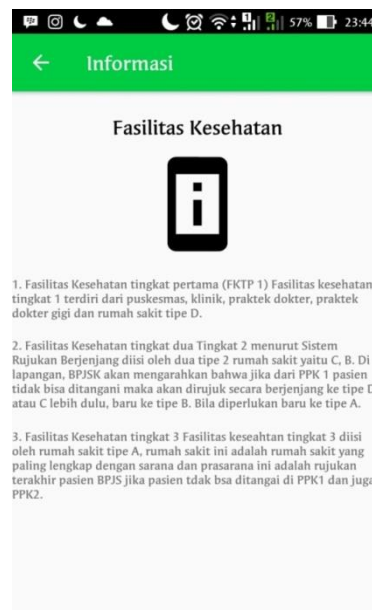 57% 23:44
Informasi
Fasilitas Kesehatan
1. Fasilitas Kesehatan tingkat pertama (FKTP 1) Fasilitas kesehatan
tingkat 1 terdiri dari puskesmas, klinik, praktek dokter, praktek
dokter gigi dan rumah sakit tipe D.
2. Fasilitas Kesehatan tingkat dua Tingkat 2 menurut Sistem
Rujukan Berjenjang diisi oleh dua tipe 2 rumah sakit yaitu C, B. Di
lapangan, BPJSK akan mengarahkan bahwa jika dari PPK 1 pasien
tidak bisa ditangani maka akan dirujuk secara berjenjang ke tipe D
atau C lebih dulu, baru ke tipe B. Bila diperlukan baru ke tipe A.
3. Fasilitas Kesehatan tingkat 3 Fasilitas keseahtan tingkat 3 diisi
oleh rumah sakit tipe A, rumah sakit ini adalah rumah sakit yang
paling lengkap dengan sarana dan prasarana ini adalah rujukan
terakhir pasien BPJS jika pasien tdak bsa ditangai di PPK1 dan juga
PPK2.